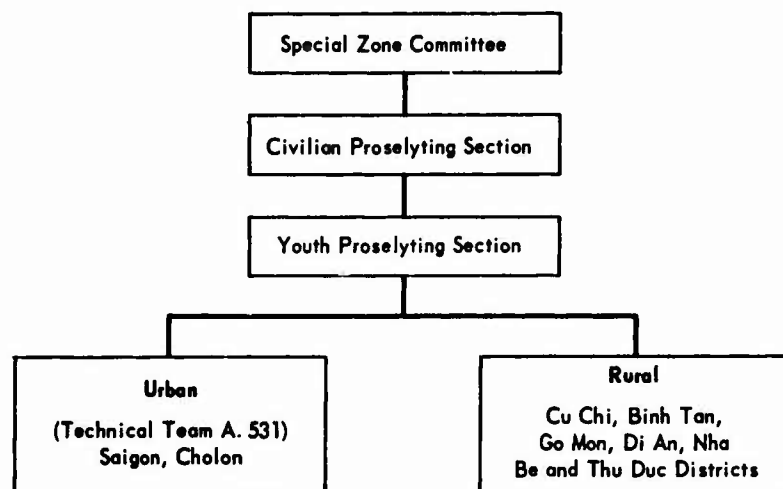 Special Zone Committee
Civilian Proselyting Section
Youth Proselyting Section
Urban
(Technical Team A. 531)
Saigon, Cholon
Rural
Cu Chi, Binh Tan,
Go Mon, Di An, Nha
Be and Thu Duc Districts